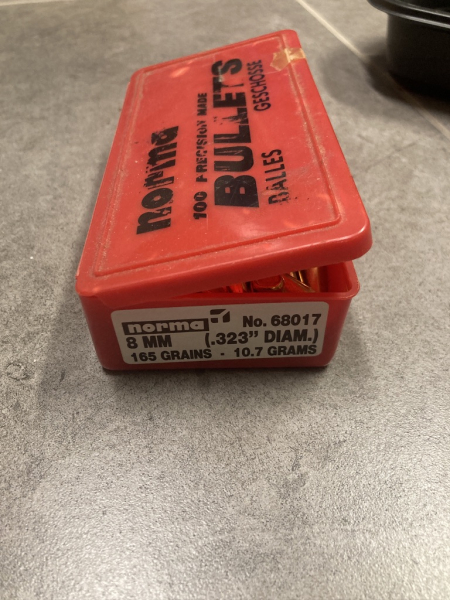 norma
100 PRECISION MADE
BULLETS
BALLES GESCHOSSE
norma No. 68017
8 MM (.323” DIAM.)
165 GRAINS - 10.7 GRAMS